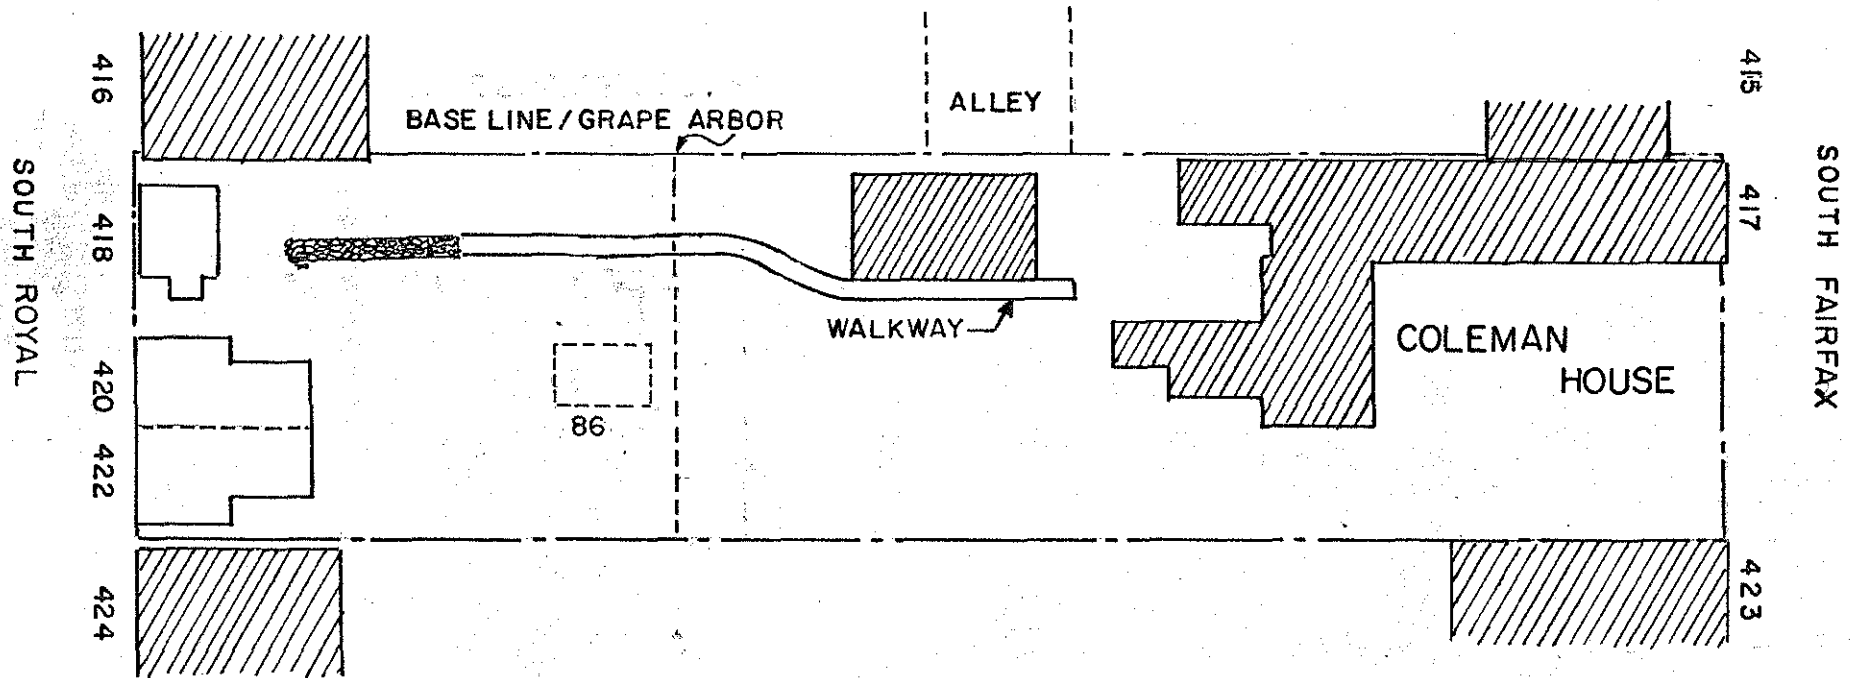 416
415
ALLEY
BASE LINE/GRAPE ARBOR
SOUTH ROYAL
418
417
SOUTH FAIRFAX
WALKWAY
COLEMAN
HOUSE
420
86
422
424
423